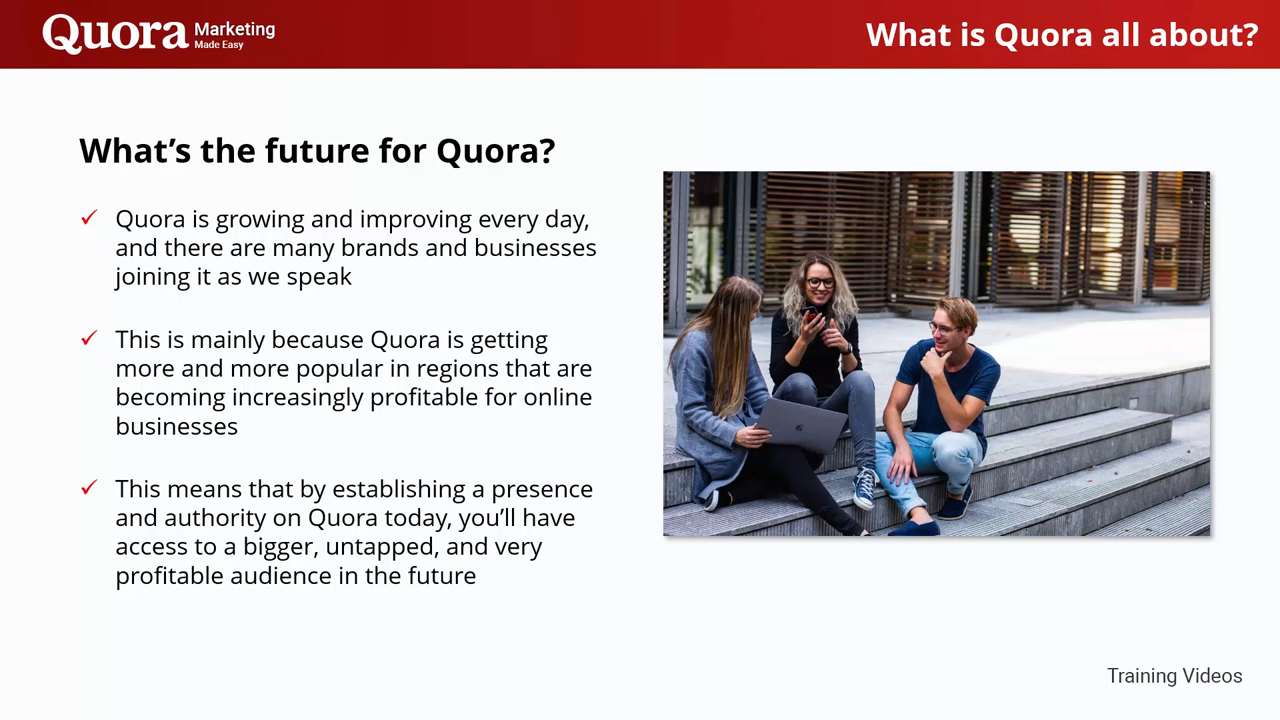 Quora Marketing
Made Easy
What is Quora all about?
What’s the future for Quora?
Quora is growing and improving every day,
and there are many brands and businesses
joining it as we speak
This is mainly because Quora is getting
more and more popular in regions that are
becoming increasingly profitable for online
businesses
This means that by establishing a presence
and authority on Quora today, you’ll have
access to a bigger, untapped, and very
profitable audience in the future
Training Videos